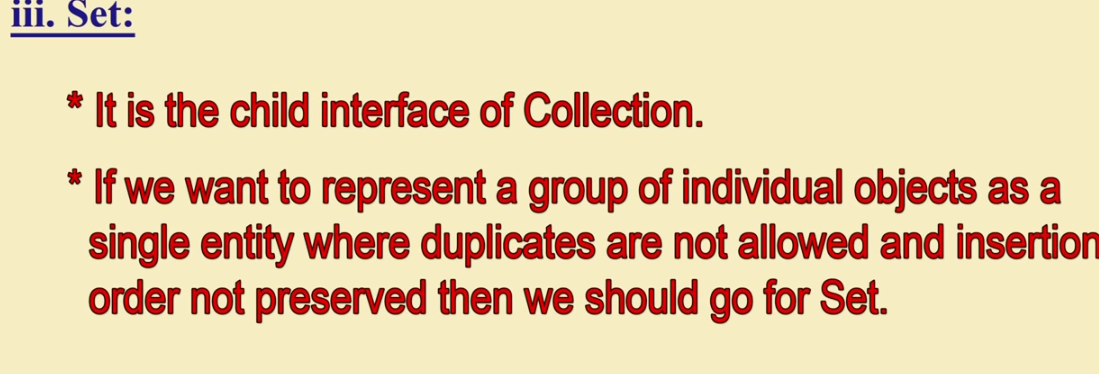 iii. Set:
* It is the child interface of Collection.
* If we want to represent a group of individual objects as a
single entity where duplicates are not allowed and insertion
order not preserved then we should go for Set.